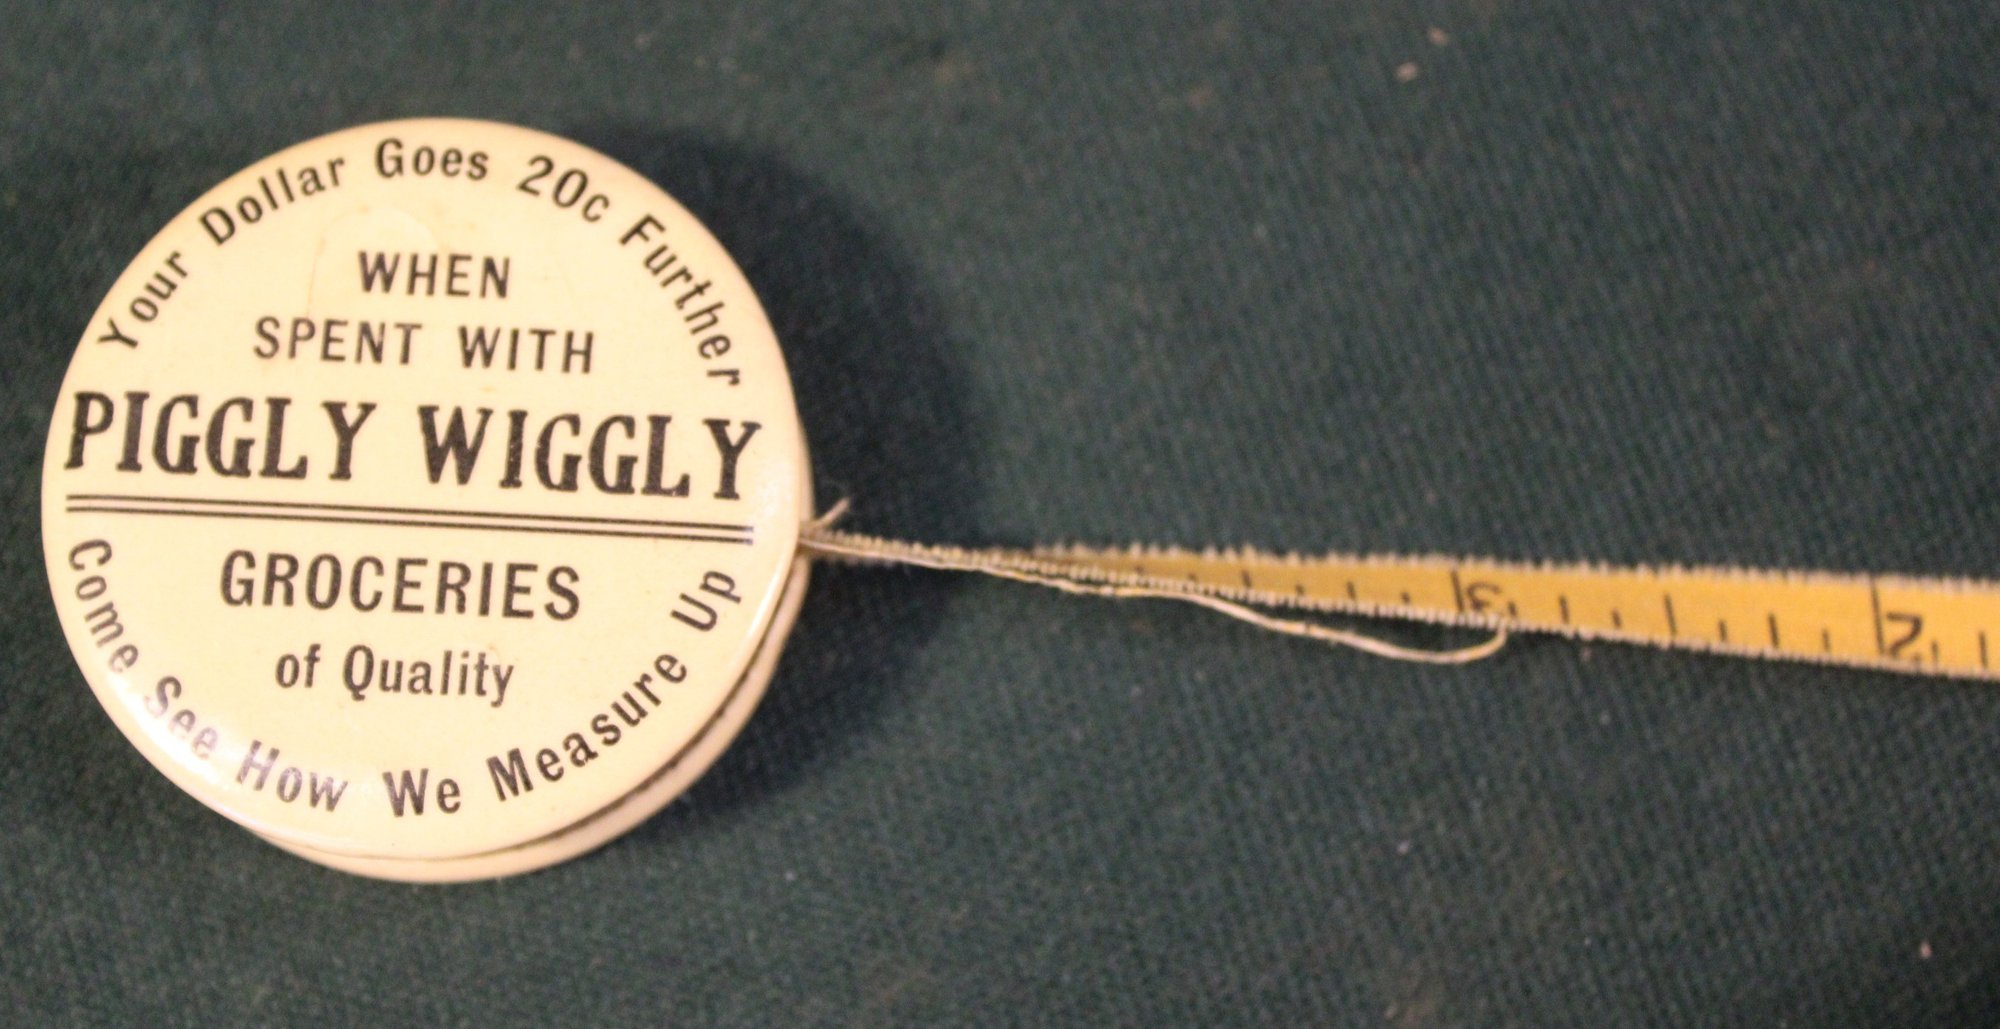 Your Dollar Goes 20c Further
WHEN
SPENT WITH
PIGGLY WIGGLY
GROCERIES
of Quality
Come See How We Measure Up
3
2